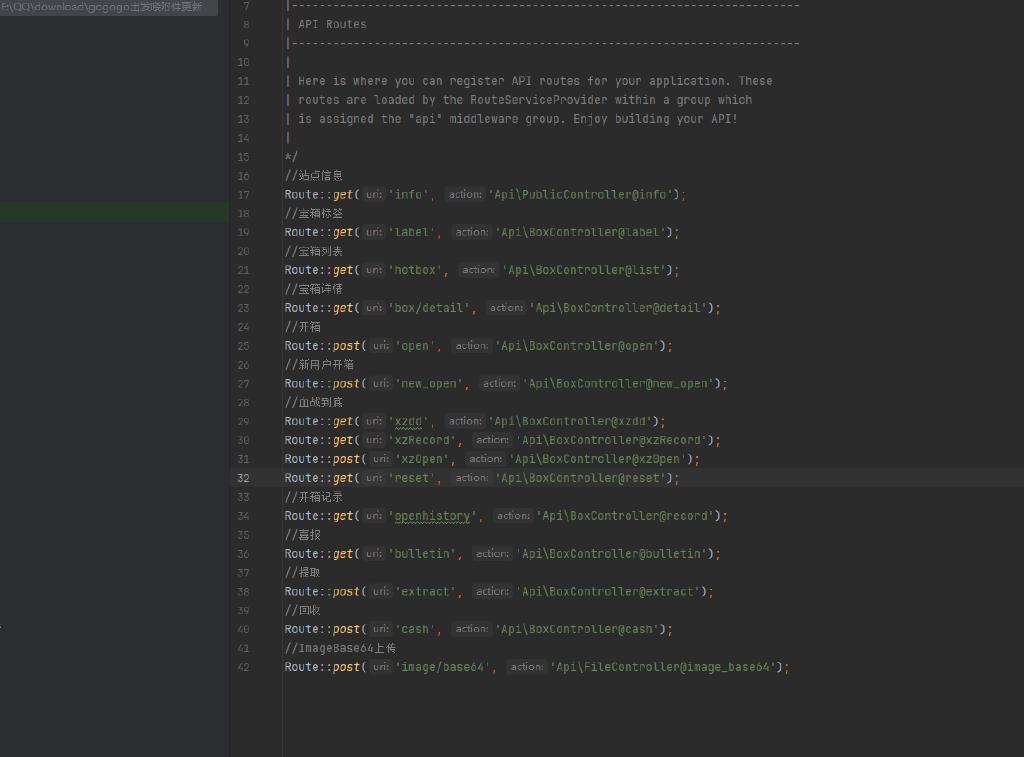 E:\QQ\download\gogogo出发喽附件更新
7 |--------------------------------------------------------------------------
8 | API Routes
9 |--------------------------------------------------------------------------
10 |
11 | Here is where you can register API routes for your application. These
12 | routes are loaded by the RouteServiceProvider within a group which
13 | is assigned the "api" middleware group. Enjoy building your API!
14 |
15 */
16 //站点信息
17 Route::get( uri: 'info', action: 'Api\PublicController@info');
18 //宝箱标签
19 Route::get( uri: 'label', action: 'Api\BoxController@label');
20 //宝箱列表
21 Route::get( uri: 'hotbox', action: 'Api\BoxController@list');
22 //宝箱详情
23 Route::get( uri: 'box/detail', action: 'Api\BoxController@detail');
24 //开箱
25 Route::post( uri: 'open', action: 'Api\BoxController@open');
26 //新用户开箱
27 Route::post( uri: 'new_open', action: 'Api\BoxController@new_open');
28 //血战到底
29 Route::get( uri: 'xzdd', action: 'Api\BoxController@xzdd');
30 Route::get( uri: 'xzRecord', action: 'Api\BoxController@xzRecord');
31 Route::post( uri: 'xzOpen', action: 'Api\BoxController@xzOpen');
32 Route::get( uri: 'reset', action: 'Api\BoxController@reset');
33 //开箱记录
34 Route::get( uri: 'openhistory', action: 'Api\BoxController@record');
35 //喜报
36 Route::get( uri: 'bulletin', action: 'Api\BoxController@bulletin');
37 //提取
38 Route::post( uri: 'extract', action: 'Api\BoxController@extract');
39 //回收
40 Route::post( uri: 'cash', action: 'Api\BoxController@cash');
41 //ImageBase64上传
42 Route::post( uri: 'image/base64', action: 'Api\FileController@image_base64');